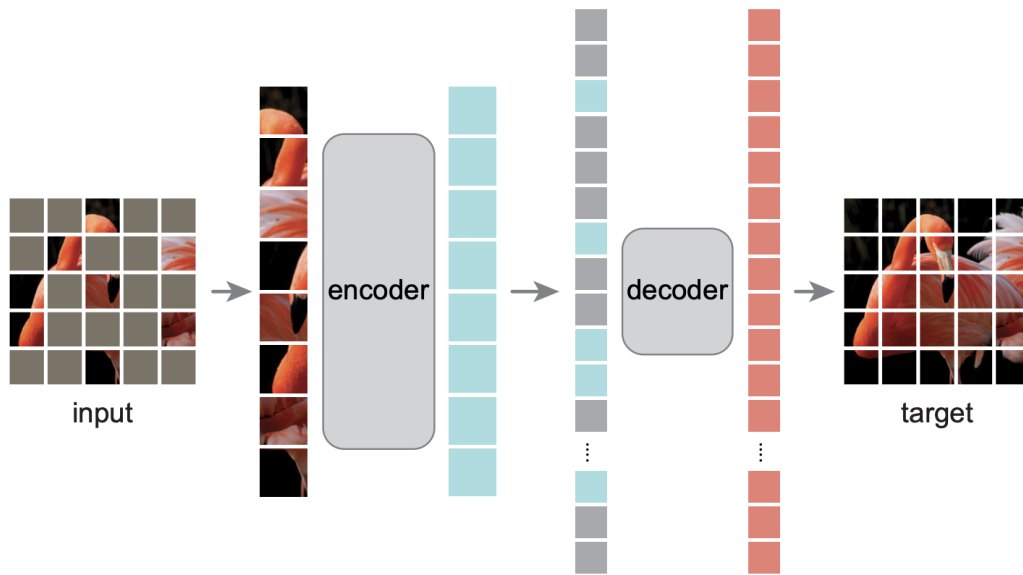 encoder
decoder
input
target